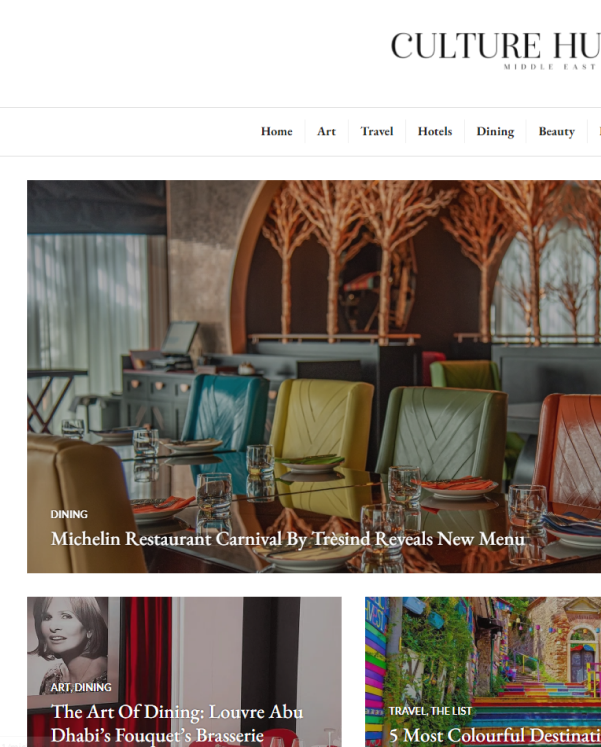 CULTURE HU
MIDDLE EAST
Home Art Travel Hotels Dining Beauty
DINING
Michelin Restaurant Carnival By Trèsind Reveals New Menu
ART, DINING
The Art Of Dining: Louvre Abu
Dhabi's Fouquet's Brasserie
TRAVEL, THE LIST
5 Most Colourful Destinati